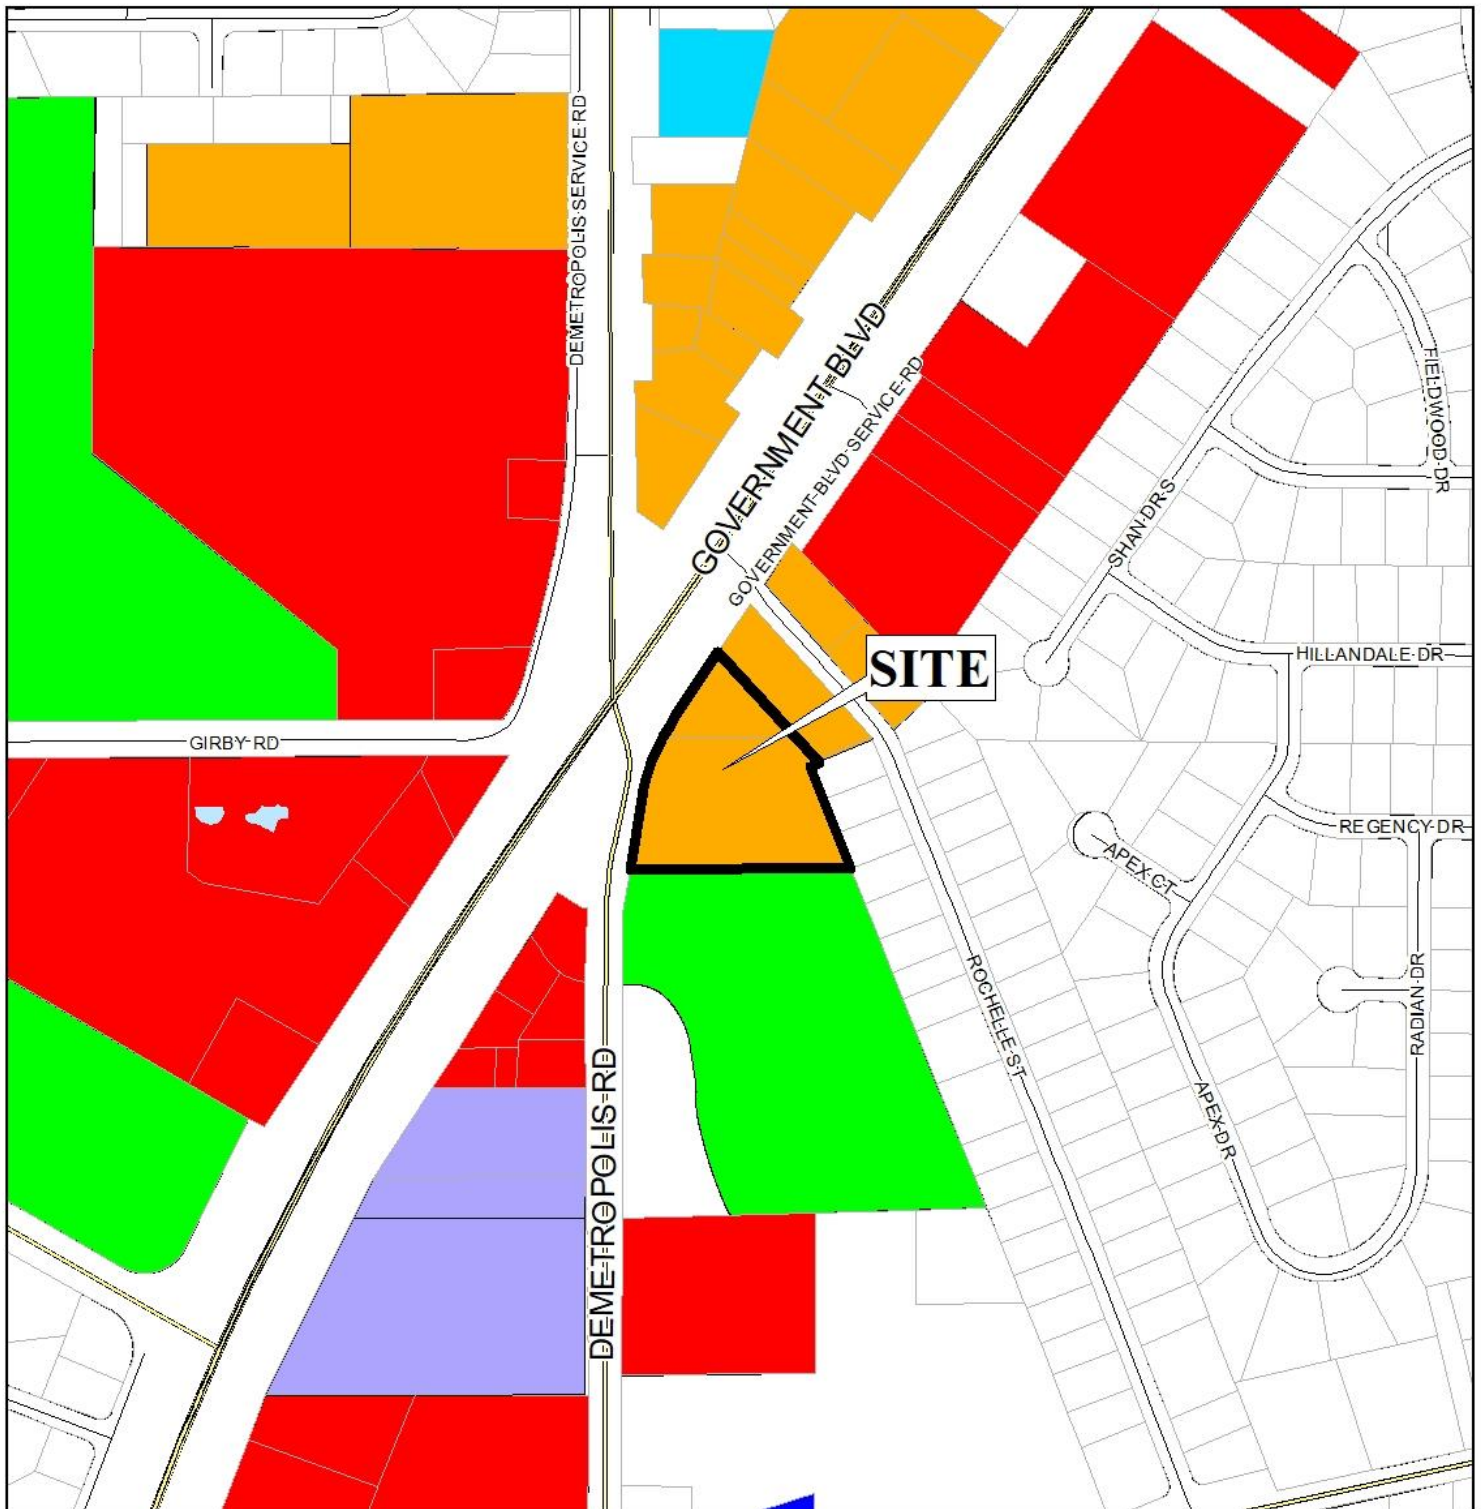 DEMETROPOLIS SERVICE RD
GOVERNMENT BLVD
GOVERNMENT BLVD SERVICE RD
FIELDWOOD DR
SHAN DR S
HILLANDALE DR
SITE
GIRBY RD
REGENCY DR
APEX CT
ROCHELLE ST
RADIAN DR
APEX DR
DEMETROPOLIS RD